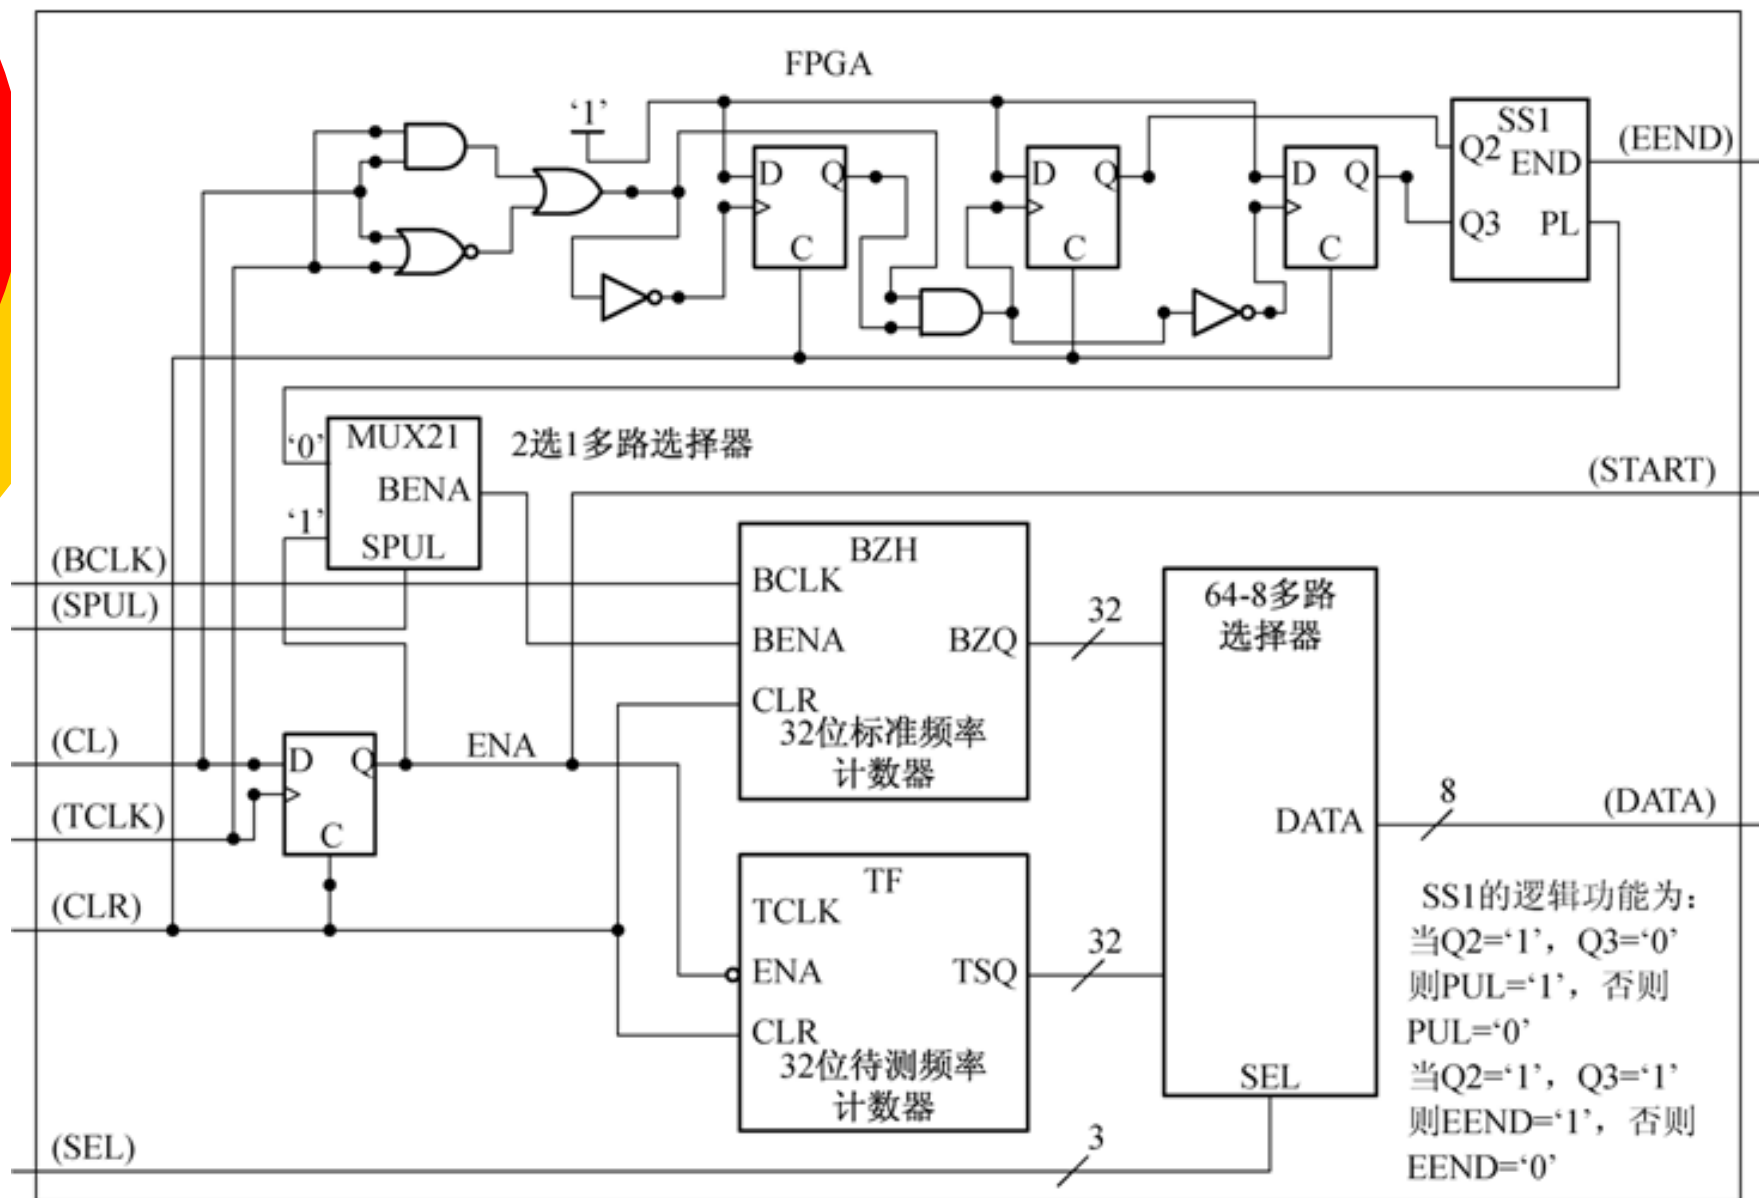 FPGA
‘1’
D Q
C
D Q
C
D Q
C
SS1
Q2
END
Q3 PL
(EEND)
‘0’
MUX21
BENA
‘1’
SPUL
2选1多路选择器
(START)
(BCLK)
(SPUL)
BZH
BCLK
BENA BZQ
CLR
32位标准频率
计数器
32
64-8多路
选择器
DATA
SEL
(CL)
D Q
C
ENA
(TCLK)
(CLR)
TF
TCLK
ENA TSQ
CLR
32位待测频率
计数器
32
8
(DATA)
SS1的逻辑功能为：
当Q2=‘1’，Q3=‘0’
则PUL=‘1’，否则
PUL=‘0’
当Q2=‘1’，Q3=‘1’
则EEND=‘1’，否则
EEND=‘0’
(SEL)
3